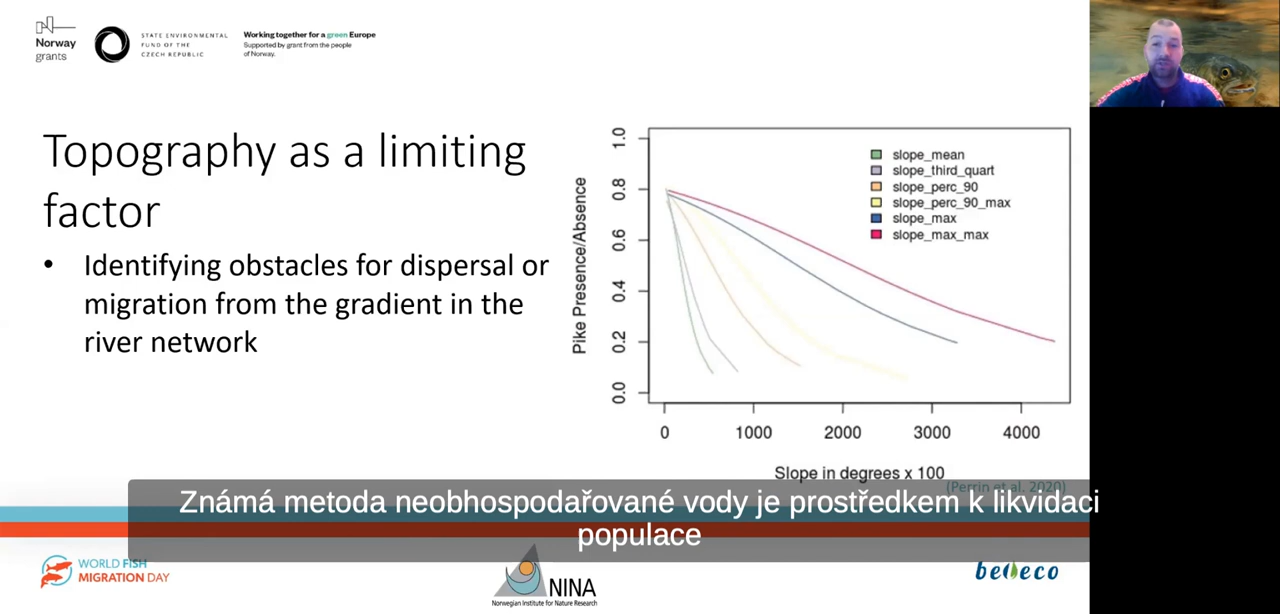 Norway
grants
STATE ENVIRONMENTAL
FUND OF THE
CZECH REPUBLIC
Working together for a green Europe
Supported by grant from the people
of Norway.
Topography as a limiting
factor
• Identifying obstacles for dispersal or
migration from the gradient in the
river network
Pike Presence/Absence
1.0
0.8
0.6
0.4
0.2
0.0
slope_mean
slope_third_quart
slope_perc_90
slope_perc_90_max
slope_max
slope_max_max
0 1000 2000 3000 4000
Slope in degrees x 100
(Perrin et al. 2020)
Známá metoda neobhospodařované vody je prostředkem k likvidaci
populace
WORLD FISH
MIGRATION DAY
NINA
Norwegian Institute for Nature Research
beleco